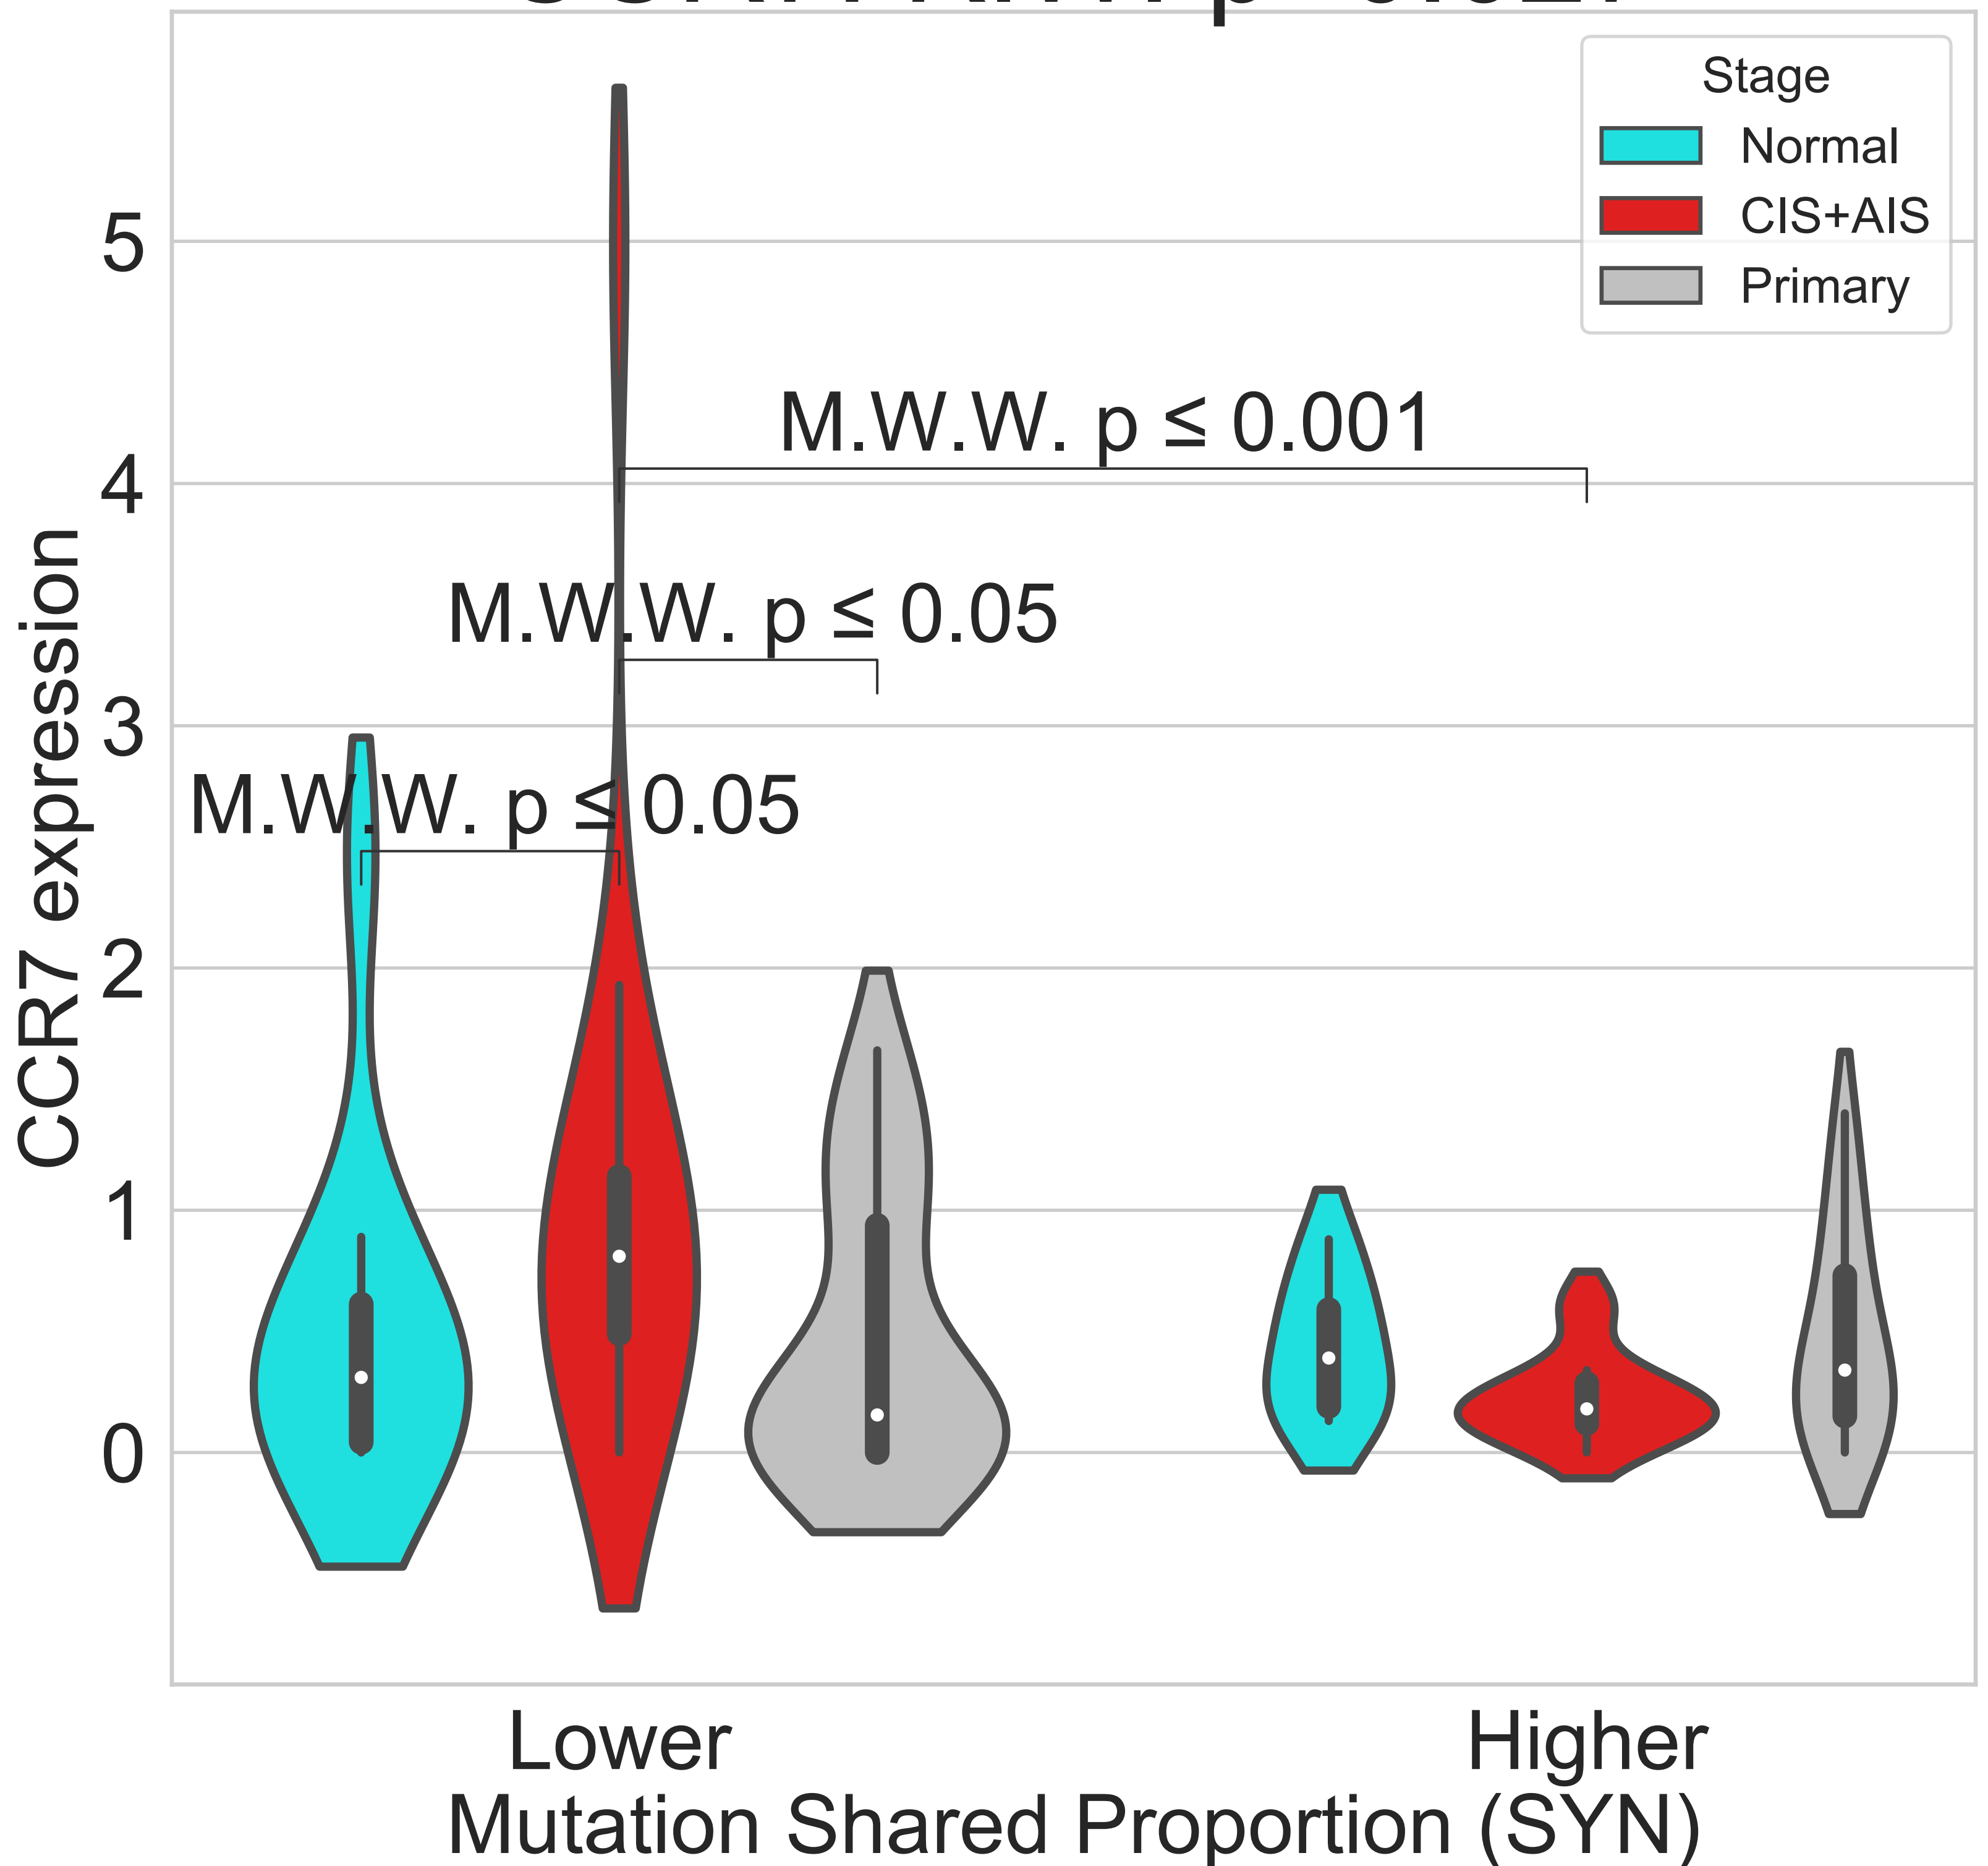 Stage
Normal
CIS+AIS
Primary
M.W.W. p ≤ 0.001
M.W.W. p ≤ 0.05
M.W.W. p ≤ 0.05
5
4
3
2
1
0
CCR7 expression
Lower
Higher
Mutation Shared Proportion (SYN)